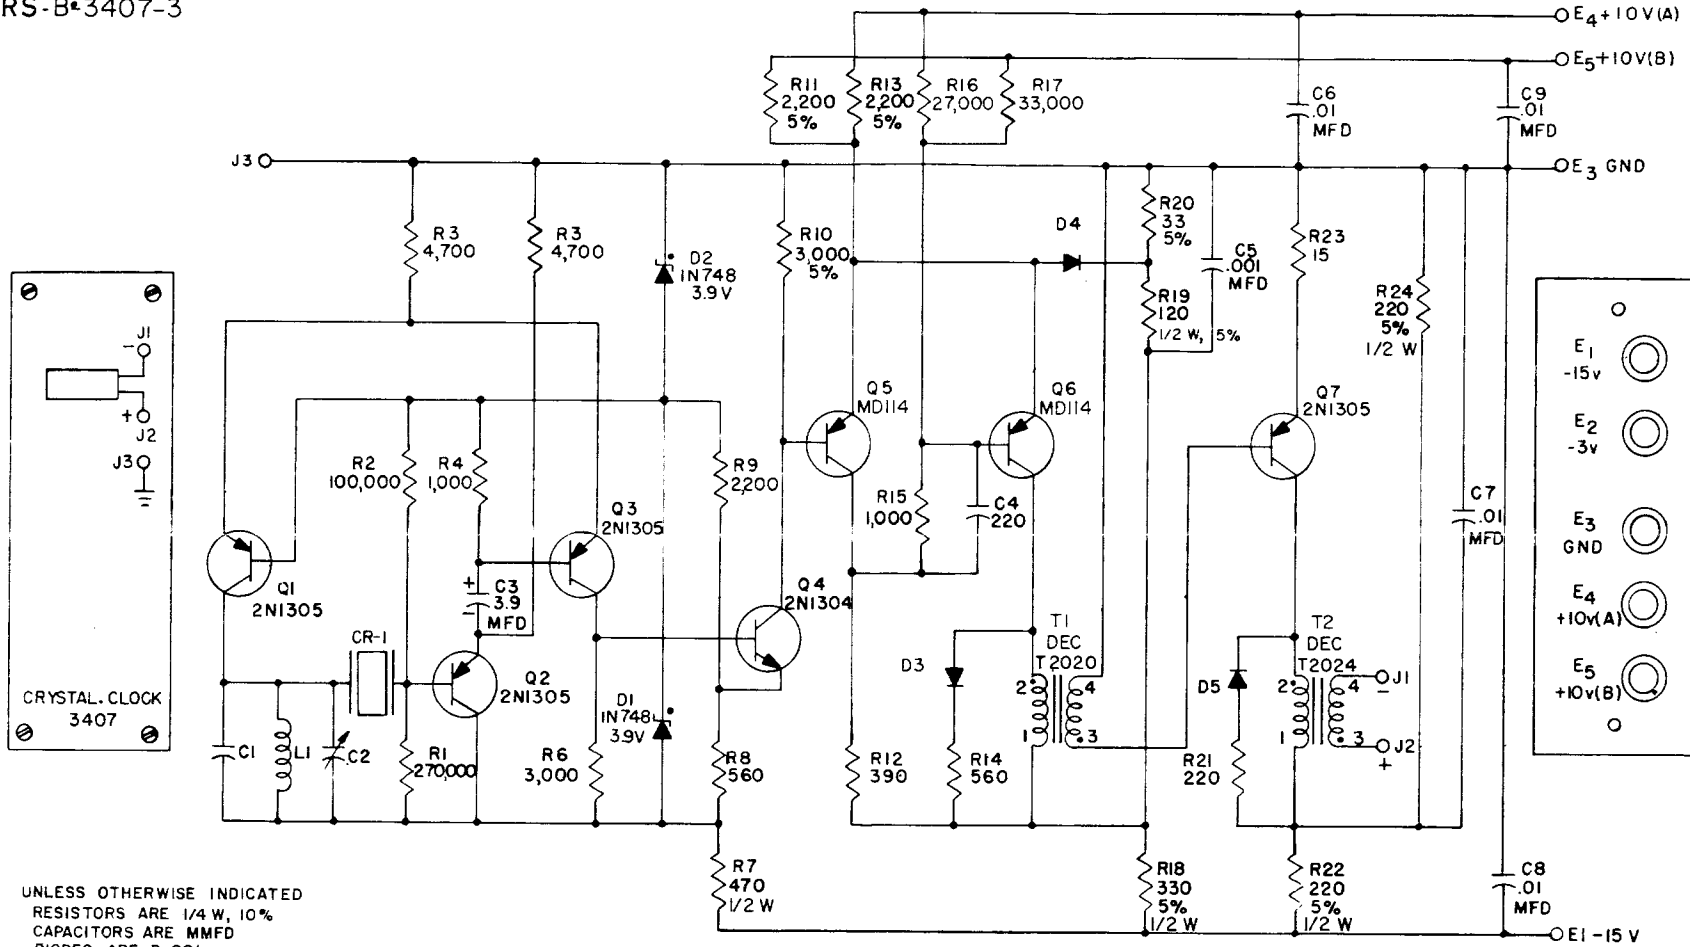 RS-B-3407-3
E4+10V(A)
E5+10V(B)
R11
2,200
5%
R13
2,200
5%
R16
27,000
R17
33,000
C6
.01
MFD
C9
.01
MFD
J3
E3 GND
R3
4,700
R3
4,700
D2
1N748
3.9V
R10
3,000
5%
D4
R20
33
5%
C5
.001
MFD
R19
120
1/2 W, 5%
R23
15
R24
220
5%
1/2 W
J1
-
+
J2
J3
CRYSTAL.CLOCK
3407
R2
100,000
R4
1,000
R9
2,200
Q5
MD114
Q6
MD114
Q7
2N1305
Q3
2N1305
R15
1,000
C4
220
C7
.01
MFD
Q1
2N1305
+
C3
3.9
-
MFD
Q4
2N1304
CR-1
Q2
2N1305
D1
1N748
3.9V
D3
T1
DEC
T2020
2
4
1
3
T2
DEC
T2024
2
4
1
3
J1
-
J2
+
D5
C1
L1
C2
R1
270,000
R6
3,000
R8
560
R12
390
R14
560
R21
220
R7
470
1/2 W
R18
330
5%
1/2 W
R22
220
5%
1/2 W
C8
.01
MFD
E1-15 V
E1
-15v
E2
-3v
E3
GND
E4
+10v(A)
E5
+10v(B)
UNLESS OTHERWISE INDICATED
RESISTORS ARE 1/4 W, 10%
CAPACITORS ARE MMFD